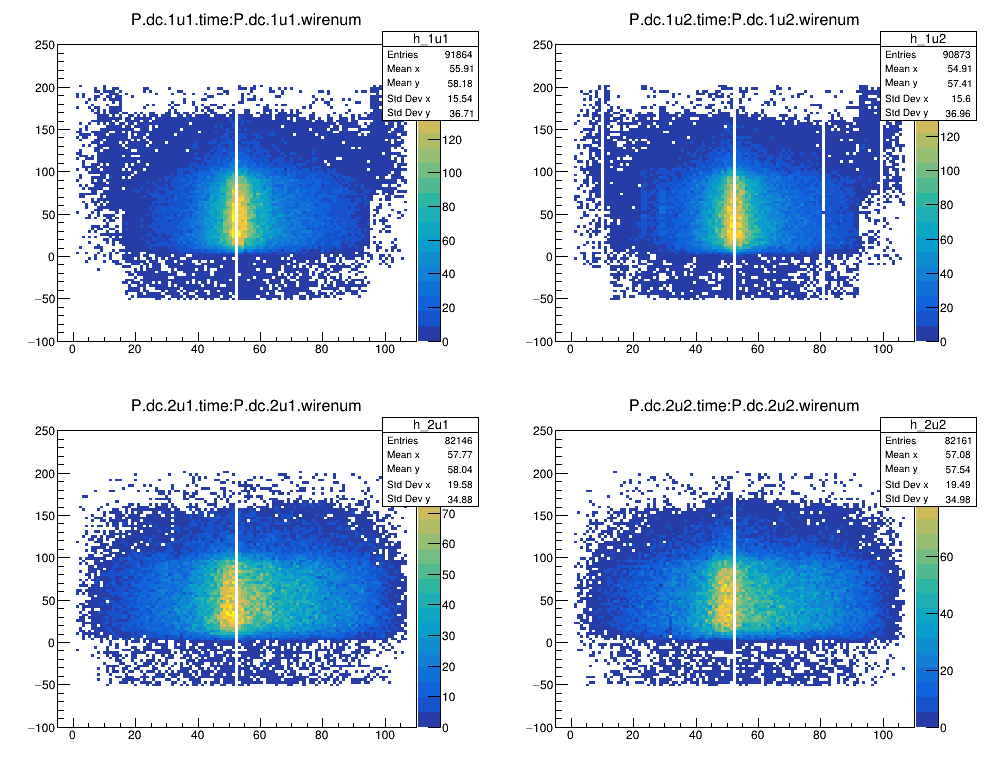 P.dc.1u1.time:P.dc.1u1.wirenum
h_1u1
Entries 91864
Mean x 55.91
Mean y 58.18
Std Dev x 15.54
Std Dev y 36.71
250
200
150
100
50
0
−50
−100
0 20 40 60 80 100
120
100
80
60
40
20
0
P.dc.1u2.time:P.dc.1u2.wirenum
h_1u2
Entries 90873
Mean x 54.91
Mean y 57.41
Std Dev x 15.6
Std Dev y 36.96
250
200
150
100
50
0
−50
−100
0 20 40 60 80 100
120
100
80
60
40
20
0
P.dc.2u1.time:P.dc.2u1.wirenum
h_2u1
Entries 82146
Mean x 57.77
Mean y 58.04
Std Dev x 19.58
Std Dev y 34.88
250
200
150
100
50
0
−50
−100
0 20 40 60 80 100
70
60
50
40
30
20
10
0
P.dc.2u2.time:P.dc.2u2.wirenum
h_2u2
Entries 82161
Mean x 57.08
Mean y 57.54
Std Dev x 19.49
Std Dev y 34.98
250
200
150
100
50
0
−50
−100
0 20 40 60 80 100
60
40
20
0